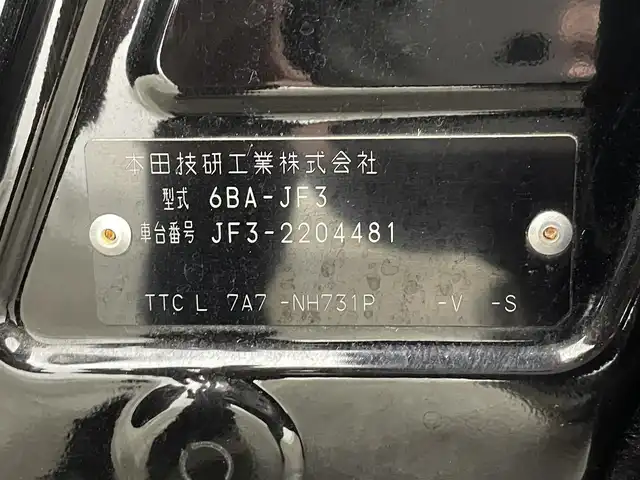 本田技研工業株式会社
型式 6BA-JF3
車台番号 JF3-2204481
TTC L 7A7 -NH731P -V -S